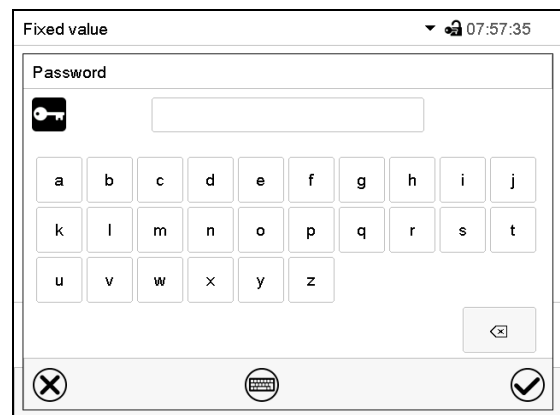 Fixed value 07:57:35
Password
a b c d e f g h i j
k l m n o p q r s t
u v w x y z